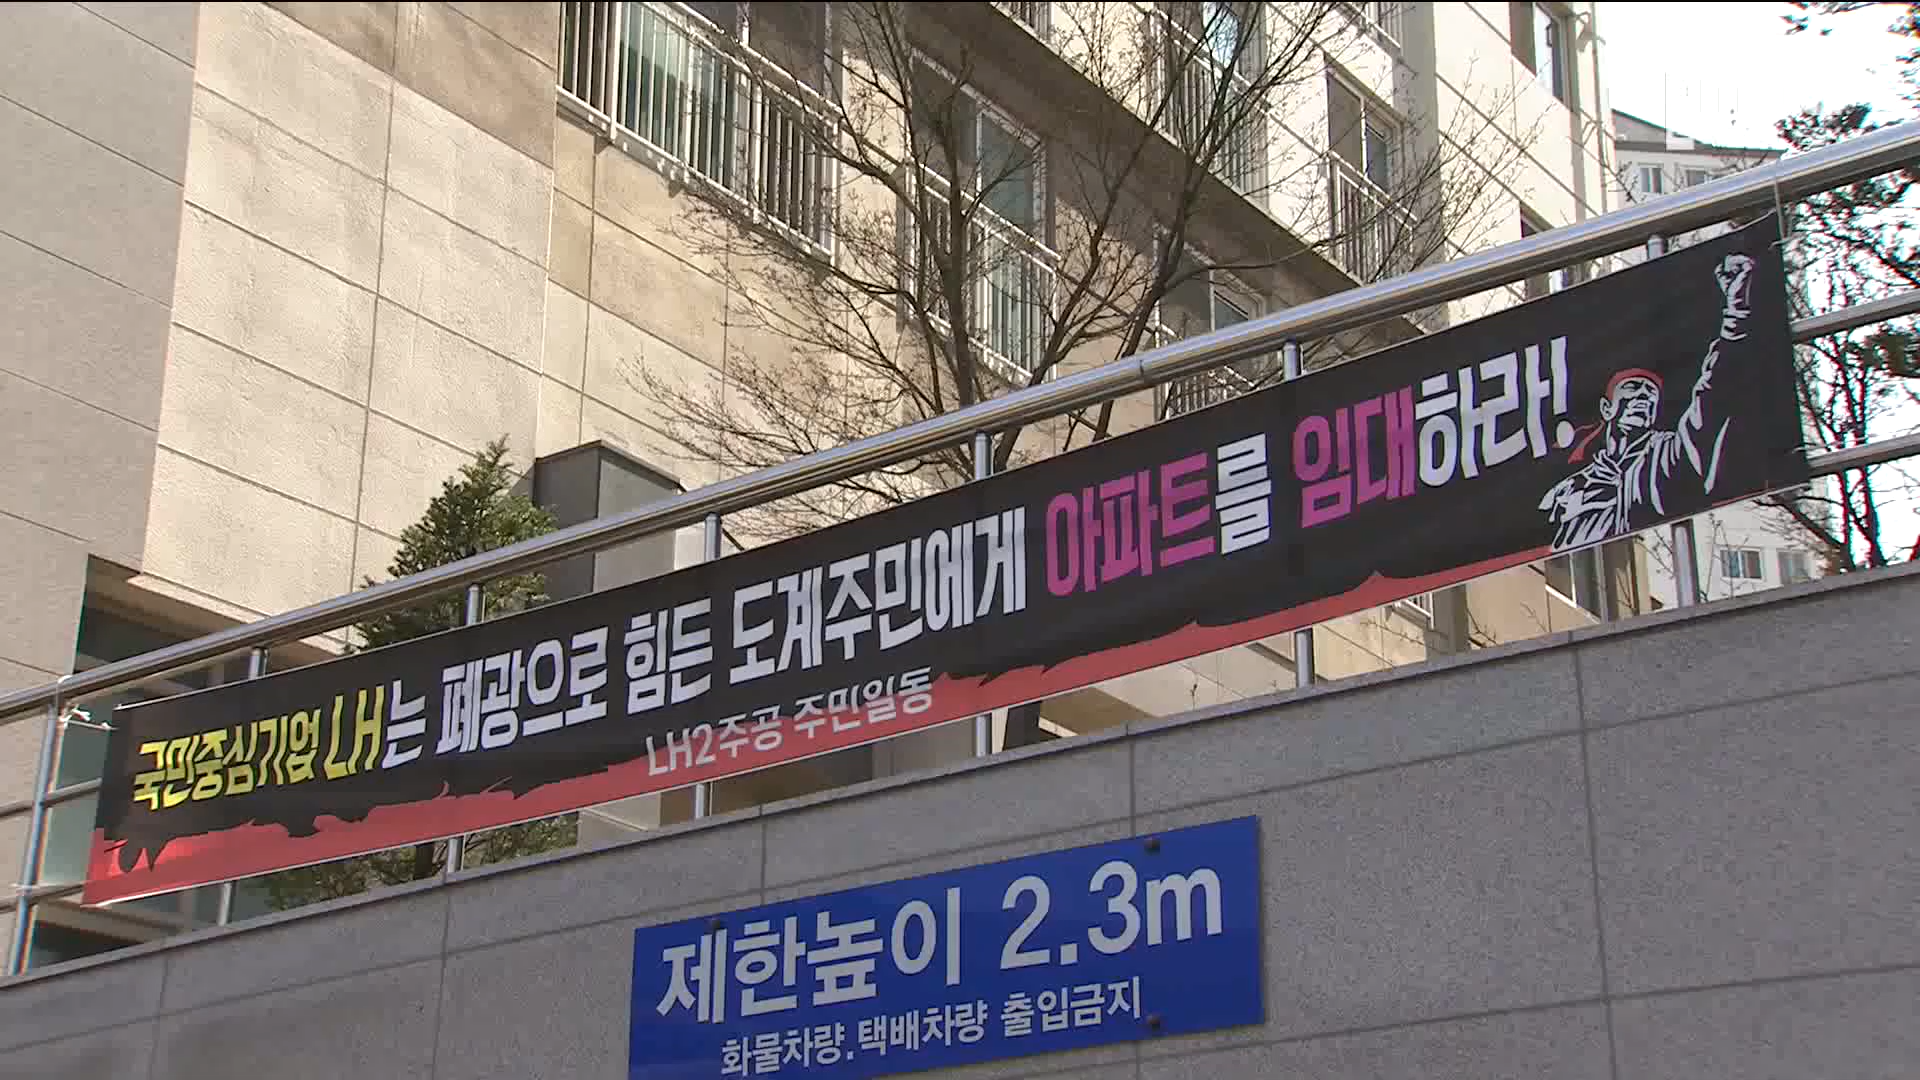 국민중심기업 LH는 폐광으로 힘든 도계주민에게 아파트를 임대하라!
LH2주공 주민일동
제한높이 2.3m
화물차량.택배차량 출입금지